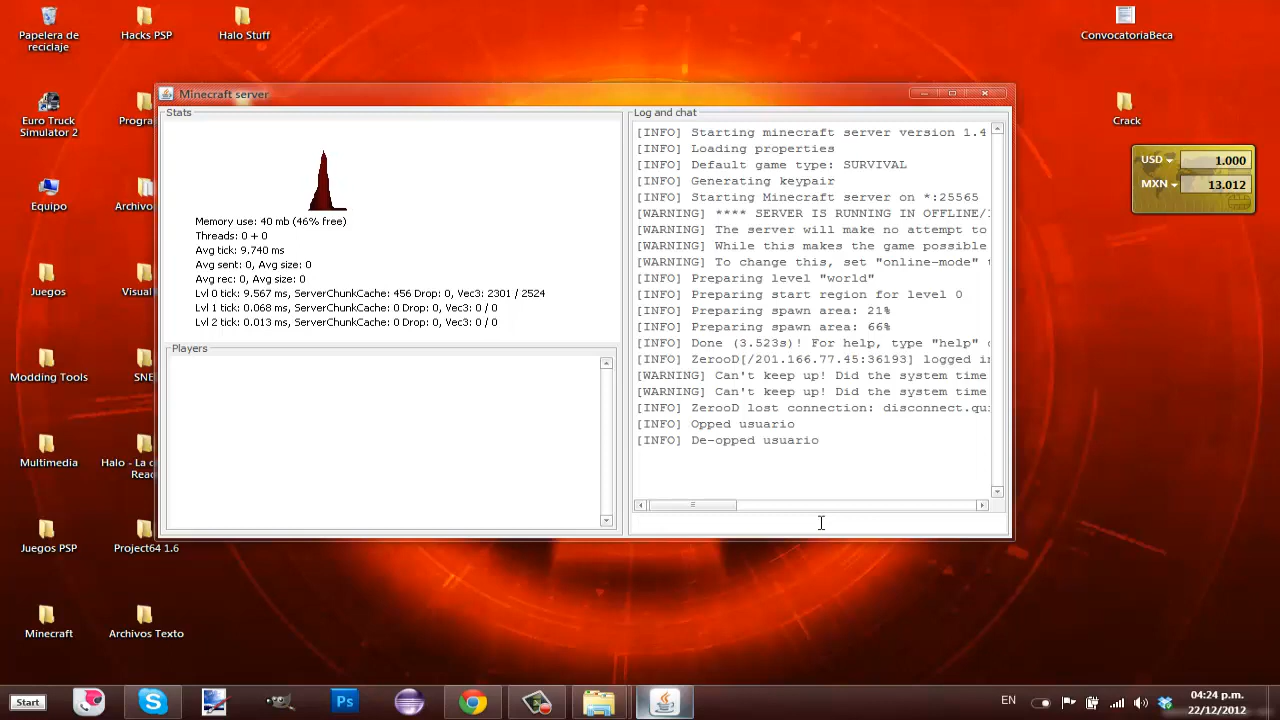 Papelera de
reciclaje
Hacks PSP
Halo Stuff
ConvocatoriaBeca
Euro Truck
Simulator 2
Progra
Crack
Equipo
Archivo
USD
1.000
MXN
13.012
Juegos
Visual
Modding Tools
SNE
Multimedia
Halo - La c
Reac
Juegos PSP
Project64 1.6
Minecraft
Archivos Texto
Minecraft server
Stats
Memory use: 40 mb (46% free)
Threads: 0 + 0
Avg tick: 9.740 ms
Avg sent: 0, Avg size: 0
Avg rec: 0, Avg size: 0
Lvl 0 tick: 9.567 ms, ServerChunkCache: 456 Drop: 0, Vec3: 2301 / 2524
Lvl 1 tick: 0.068 ms, ServerChunkCache: 0 Drop: 0, Vec3: 0 / 0
Lvl 2 tick: 0.013 ms, ServerChunkCache: 0 Drop: 0, Vec3: 0 / 0
Players
Log and chat
[INFO] Starting minecraft server version 1.4
[INFO] Loading properties
[INFO] Default game type: SURVIVAL
[INFO] Generating keypair
[INFO] Starting Minecraft server on *:25565
[WARNING] **** SERVER IS RUNNING IN OFFLINE/
[WARNING] The server will make no attempt to
[WARNING] While this makes the game possible
[WARNING] To change this, set "online-mode"
[INFO] Preparing level "world"
[INFO] Preparing start region for level 0
[INFO] Preparing spawn area: 21%
[INFO] Preparing spawn area: 66%
[INFO] Done (3.523s)! For help, type "help"
[INFO] ZerooD[/201.166.77.45:36193] logged in
[WARNING] Can't keep up! Did the system time
[WARNING] Can't keep up! Did the system time
[INFO] ZerooD lost connection: disconnect.qu
[INFO] Opped usuario
[INFO] De-opped usuario
Start
Ps
EN
04:24 p.m.
22/12/2012